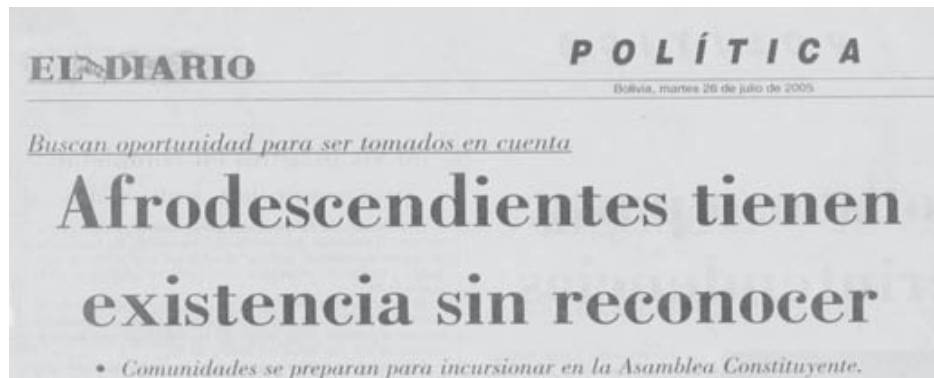 EL DIARIO
POLÍTICA
Bolivia, martes 26 de julio de 2005
Buscan oportunidad para ser tomados en cuenta
Afrodescendientes tienen
existencia sin reconocer
• Comunidades se preparan para incursionar en la Asamblea Constituyente.